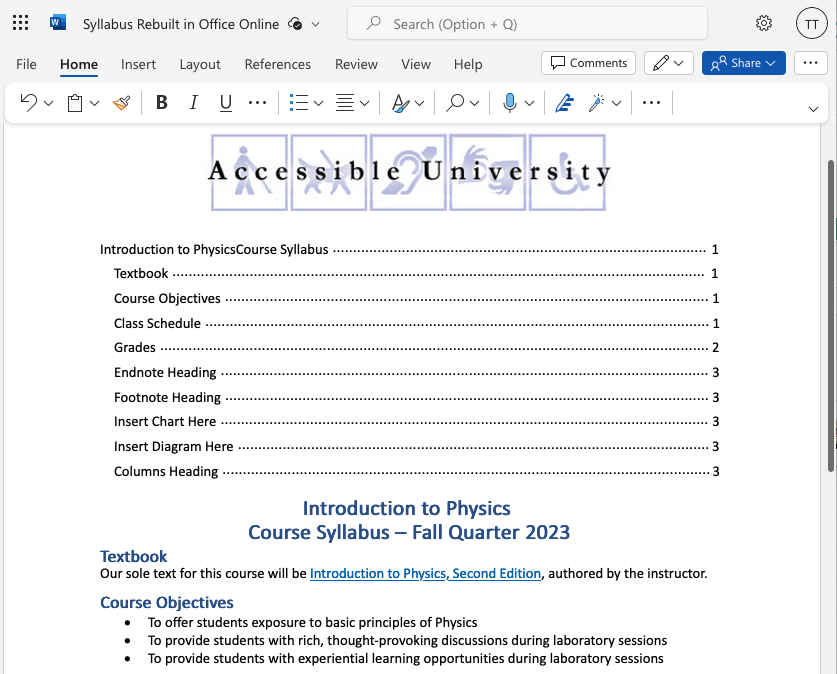 Syllabus Rebuilt in Office Online
Search (Option + Q)
TT
File Home Insert Layout References Review View Help
Comments
Share
B I U
Accessible University
Introduction to PhysicsCourse Syllabus 1
Textbook 1
Course Objectives 1
Class Schedule 1
Grades 2
Endnote Heading 3
Footnote Heading 3
Insert Chart Here 3
Insert Diagram Here 3
Columns Heading 3
Introduction to Physics
Course Syllabus – Fall Quarter 2023
Textbook
Our sole text for this course will be Introduction to Physics, Second Edition, authored by the instructor.
Course Objectives
• To offer students exposure to basic principles of Physics
• To provide students with rich, thought-provoking discussions during laboratory sessions
• To provide students with experiential learning opportunities during laboratory sessions